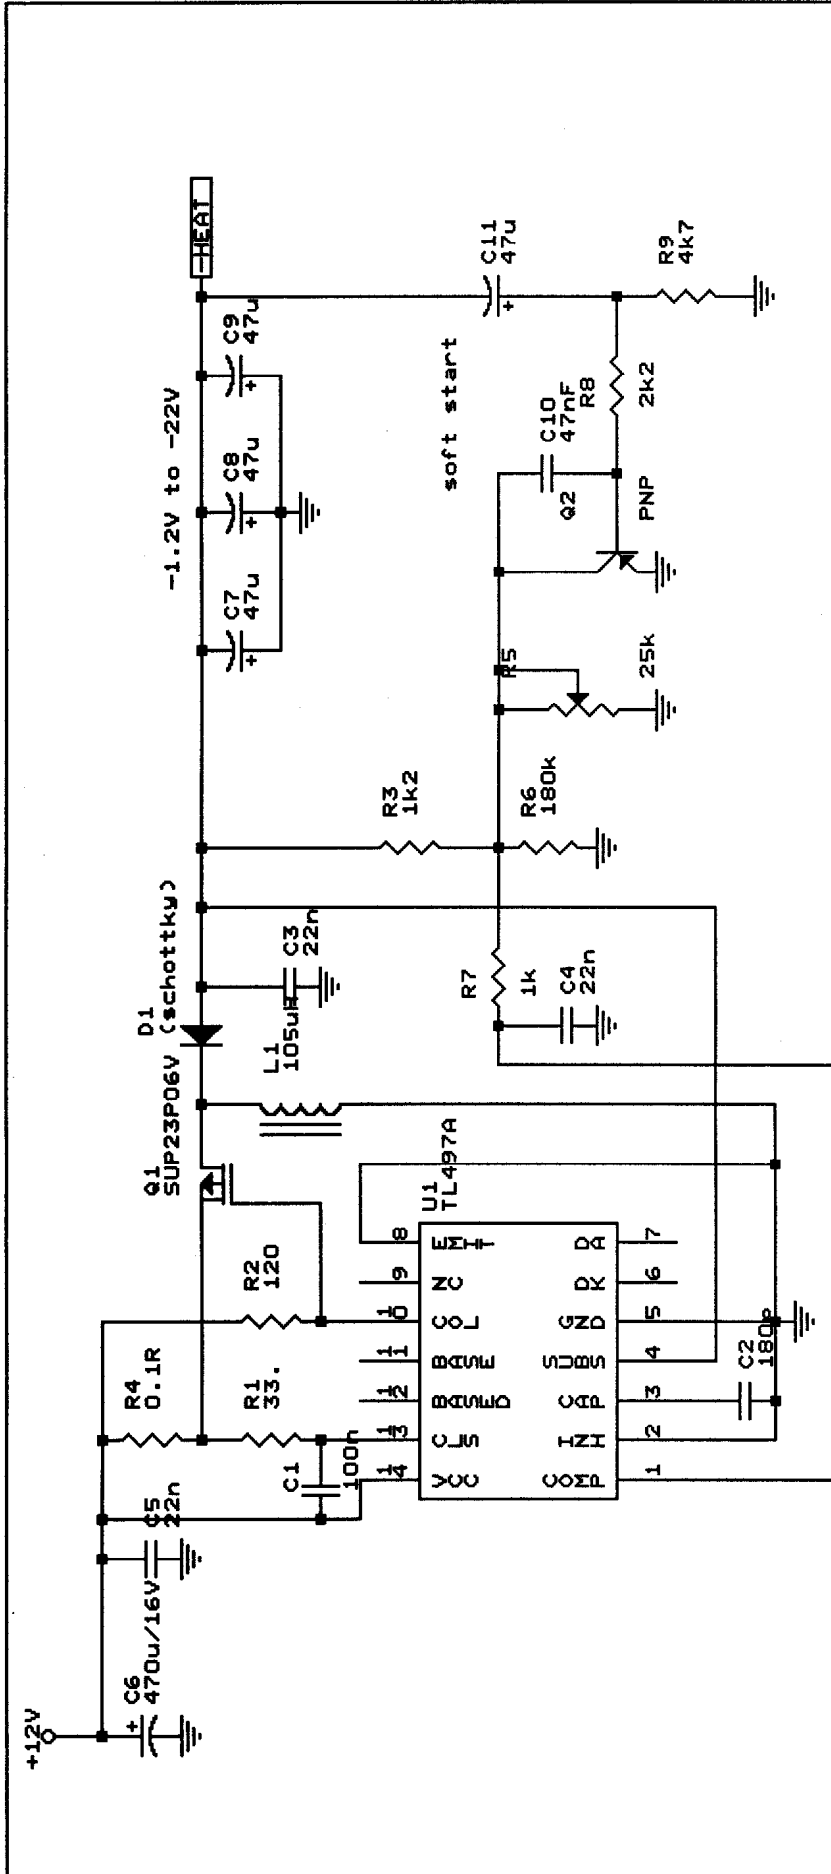 +12V
C6
470u/16V
C5
22n
R4
0.1R
R1
33.
C1
100n
R2
120
Q1
SUP23P06V
D1
(schottky)
L1
105uH
C3
22n
-1.2V to -22V
C7
47u
C8
47u
C9
47u
-HEAT
U1
TL497A
14
VCC
13
CLS
12
BASED
11
BASE
10
COL
9
NC
8
EMIT
COMP
1
INH
2
CAP
3
SUBS
4
GND
5
DK
6
DA
7
C2
180P
R7
1k
C4
22n
R3
1k2
R6
180k
R5
25k
Q2
PNP
C10
47nF
R8
2k2
soft start
C11
47u
R9
4k7